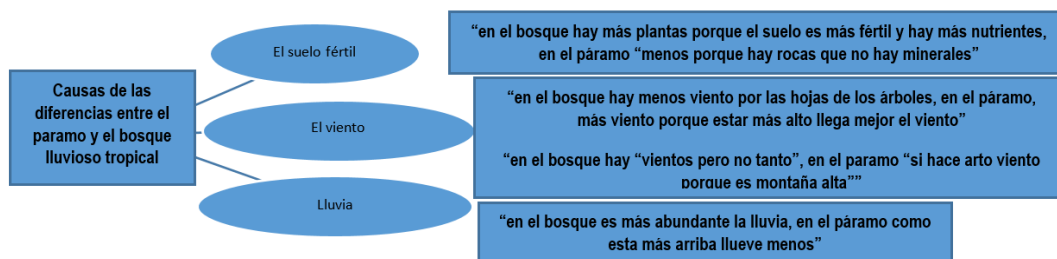 Causas de las
diferencias entre el
paramo y el bosque
lluvioso tropical
El suelo fértil
“en el bosque hay más plantas porque el suelo es más fértil y hay más nutrientes,
en el páramo “menos porque hay rocas que no hay minerales”
El viento
“en el bosque hay menos viento por las hojas de los árboles, en el páramo,
más viento porque estar más alto llega mejor el viento”
“en el bosque hay “vientos pero no tanto”, en el paramo “si hace arto viento
porque es montaña alta””
Lluvia
“en el bosque es más abundante la lluvia, en el páramo como
esta más arriba llueve menos”